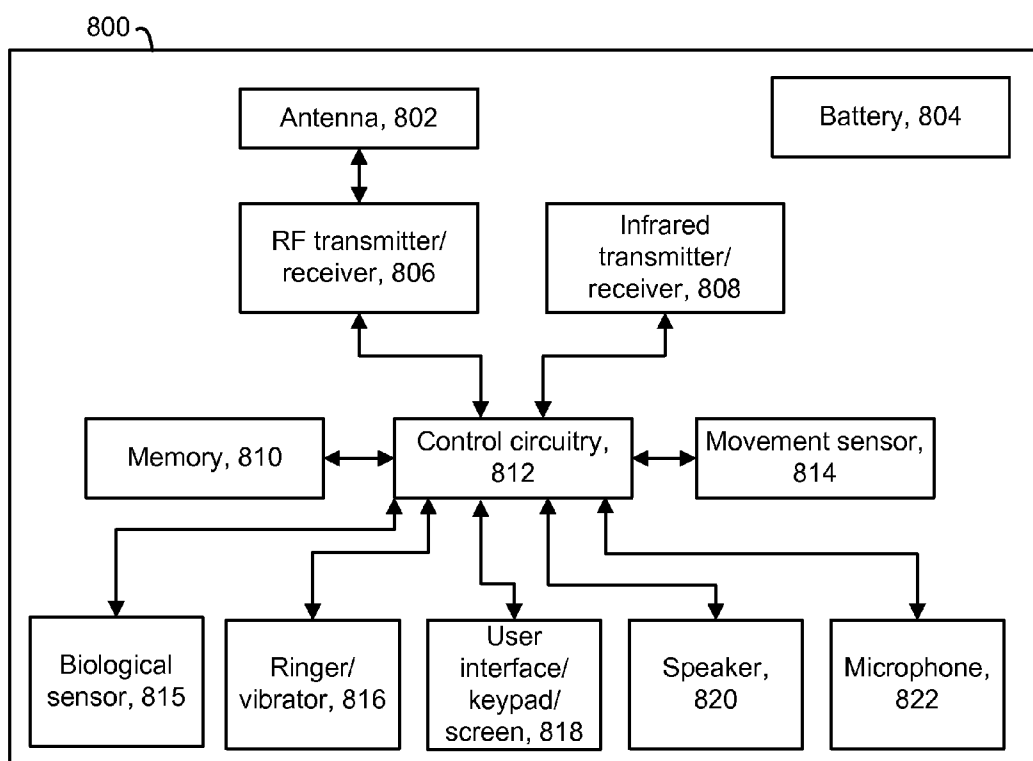 800
Antenna, 802
Battery, 804
RF transmitter/
receiver, 806
Infrared
transmitter/
receiver, 808
Memory, 810
Control circuitry,
812
Movement sensor,
814
Biological
sensor, 815
Ringer/
vibrator, 816
User
interface/
keypad/
screen, 818
Speaker,
820
Microphone,
822